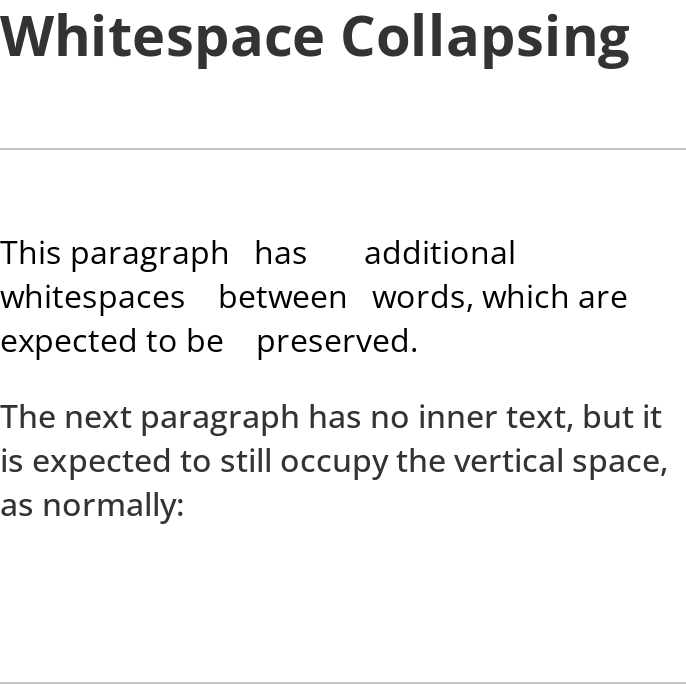 Whitespace Collapsing
This paragraph   has       additional
whitespaces    between   words, which are
expected to be    preserved.
The next paragraph has no inner text, but it
is expected to still occupy the vertical space,
as normally: